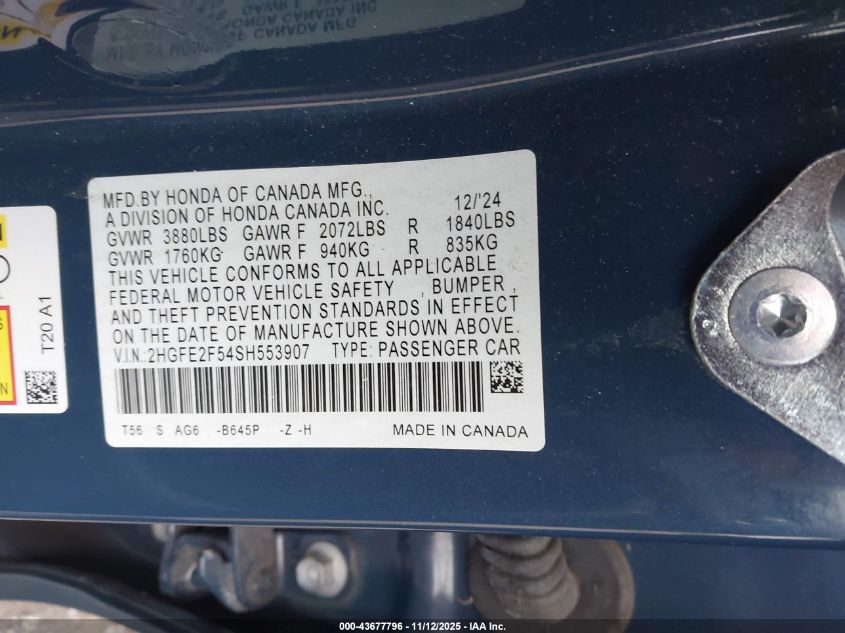 MFD.BY HONDA OF CANADA MFG.,
A DIVISION OF HONDA CANADA INC. 12/'24
GVWR 3880LBS GAWR F 2072LBS R 1840LBS
GVWR 1760KG GAWR F 940KG R 835KG
THIS VEHICLE CONFORMS TO ALL APPLICABLE
FEDERAL MOTOR VEHICLE SAFETY , BUMPER ,
AND THEFT PREVENTION STANDARDS IN EFFECT
ON THE DATE OF MANUFACTURE SHOWN ABOVE.
V.I.N.:2HGFE2F54SH553907 TYPE: PASSENGER CAR
T56 S AG6 -B645P -Z -H MADE IN CANADA
T20 A1
000-43677796 - 11/12/2025 - IAA Inc.